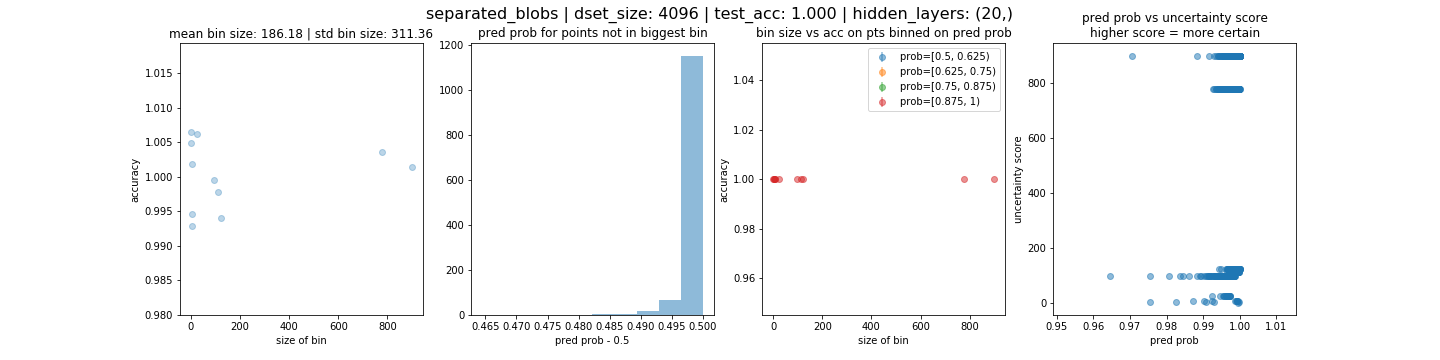 separated_blobs | dset_size: 4096 | test_acc: 1.000 | hidden_layers: (20,)
mean bin size: 186.18 | std bin size: 311.36
1.015
1.010
1.005
1.000
0.995
0.990
0.985
0.980
accuracy
0
200
400
600
800
size of bin
pred prob for points not in biggest bin
1200
1000
800
600
400
200
0
0.465
0.470
0.475
0.480
0.485
0.490
0.495
0.500
pred prob - 0.5
bin size vs acc on pts binned on pred prob
prob=[0.5, 0.625)
prob=[0.625, 0.75)
prob=[0.75, 0.875)
prob=[0.875, 1)
1.04
1.02
1.00
0.98
0.96
accuracy
0
200
400
600
800
size of bin
pred prob vs uncertainty score
higher score = more certain
800
600
400
200
0
uncertainty score
0.95
0.96
0.97
0.98
0.99
1.00
1.01
pred prob